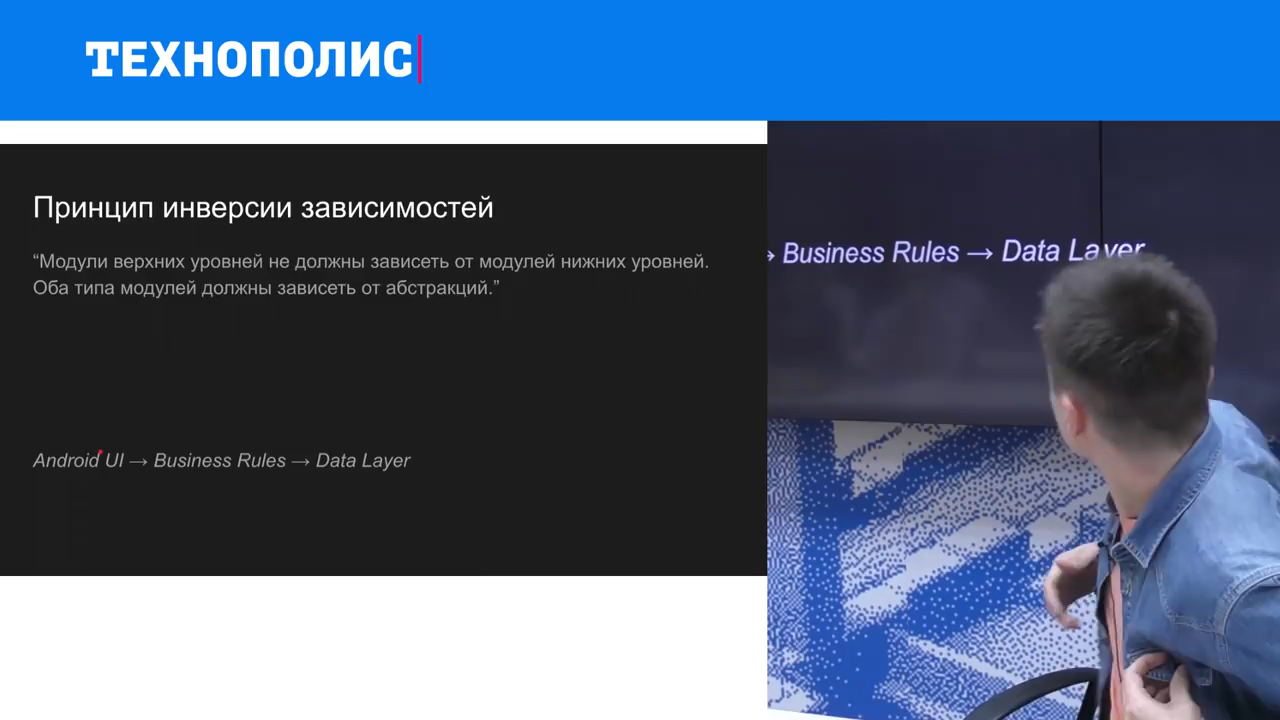 ТЕХНОПОЛИС
Принцип инверсии зависимостей
“Модули верхних уровней не должны зависеть от модулей нижних уровней.
Оба типа модулей должны зависеть от абстракций.”
Android UI → Business Rules → Data Layer
→ Business Rules → Data Layer